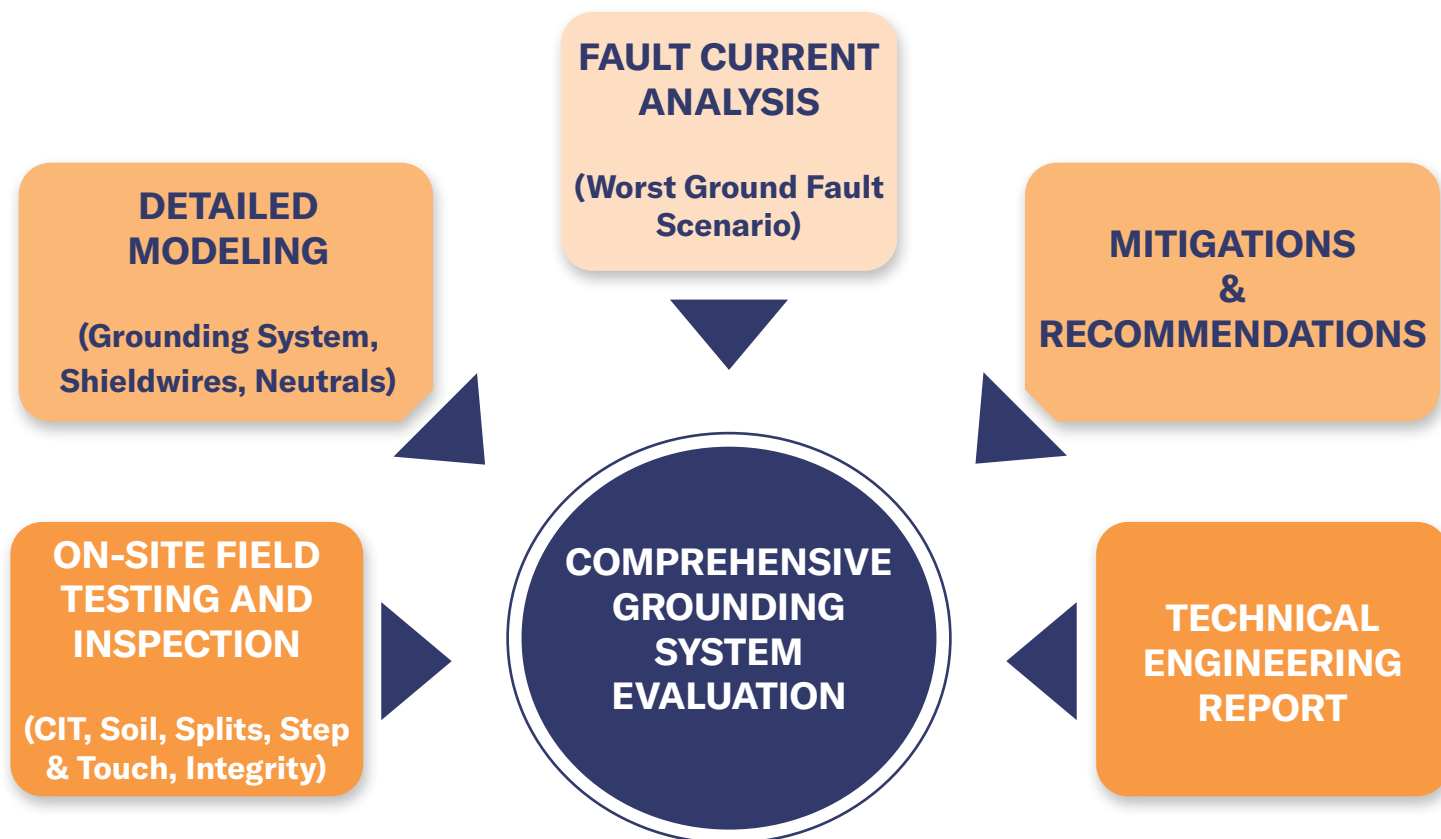 FAULT CURRENT
ANALYSIS
(Worst Ground Fault
Scenario)
DETAILED
MODELING
(Grounding System,
Shieldwires, Neutrals)
MITIGATIONS
&
RECOMMENDATIONS
ON-SITE FIELD
TESTING AND
INSPECTION
(CIT, Soil, Splits, Step
& Touch, Integrity)
COMPREHENSIVE
GROUNDING
SYSTEM
EVALUATION
TECHNICAL
ENGINEERING
REPORT